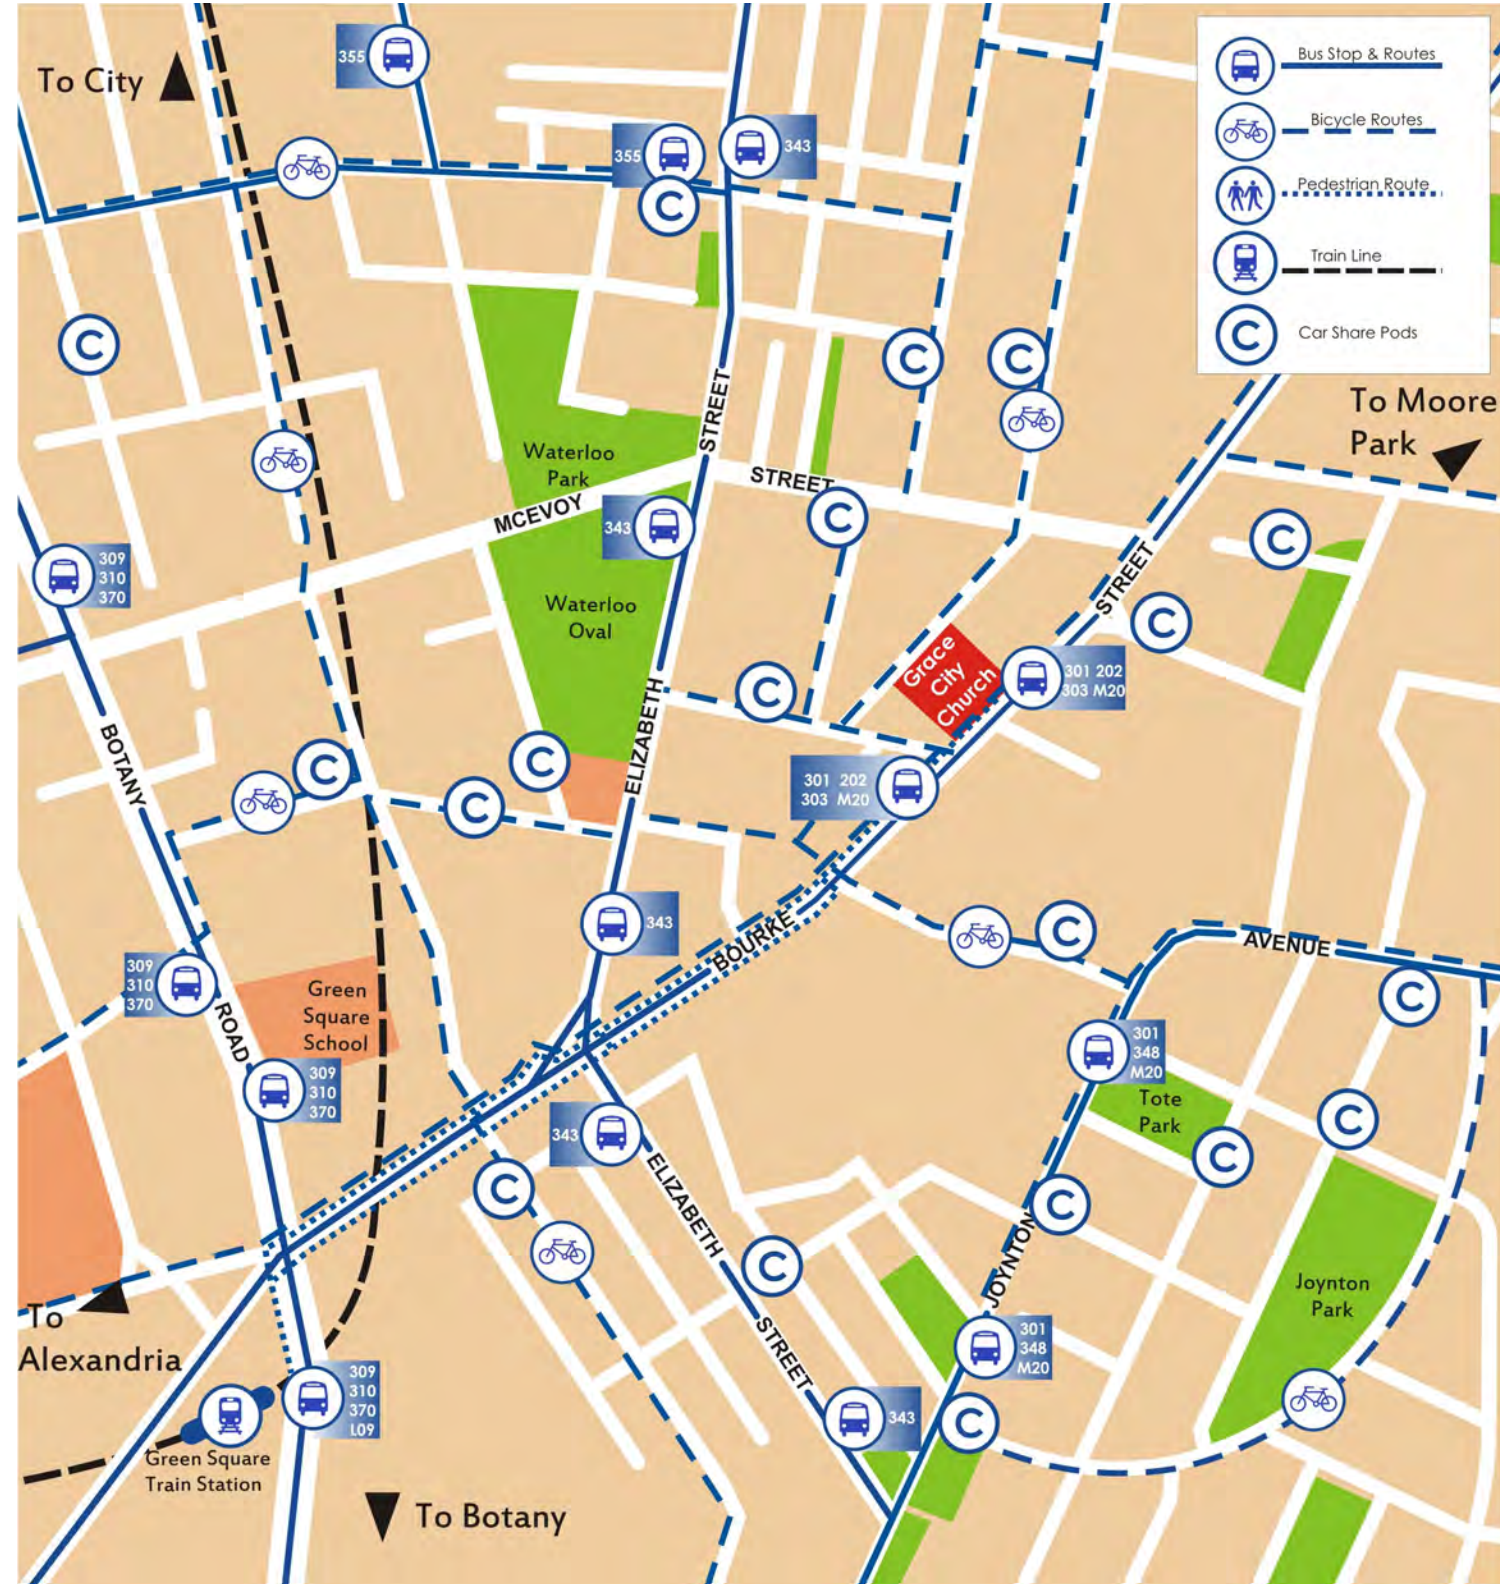 To City
355
355
343
Bus Stop & Routes
Bicycle Routes
Pedestrian Route
Train Line
Car Share Pods
C
C
C
C
C
To Moore
Park
STREET
Waterloo
Park
STREET
MCEVOY
343
C
C
309
310
370
STREET
Waterloo
Oval
C
Grace
City
Church
301 202
303 M20
ELIZABETH
C
BOTANY
C
C
C
301 202
303 M20
343
BOURKE
C
AVENUE
309
310
370
C
Green
Square
School
ROAD
301
348
M20
309
310
370
Tote
Park
C
343
C
C
C
ELIZABETH
JOYNTON
C
Joynton
Park
To
Alexandria
STREET
301
348
M20
309
310
370
L09
343
C
Green Square
Train Station
To Botany